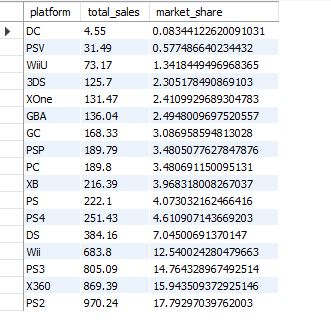 platform total_sales market_share
DC 4.55 0.08344122620091031
PSV 31.49 0.577486640234432
WiiU 73.17 1.3418449496968365
3DS 125.7 2.305178490869103
XOne 131.47 2.4109929689304783
GBA 136.04 2.4948009697520557
GC 168.33 3.086958594813028
PSP 189.79 3.4805077627847876
PC 189.8 3.480691150095131
XB 216.39 3.968318008267037
PS 222.1 4.073032162466416
PS4 251.43 4.610907143669203
DS 384.16 7.04500691370147
Wii 683.8 12.540024280479663
PS3 805.09 14.764328967492514
X360 869.39 15.943509372925146
PS2 970.24 17.79297039762003